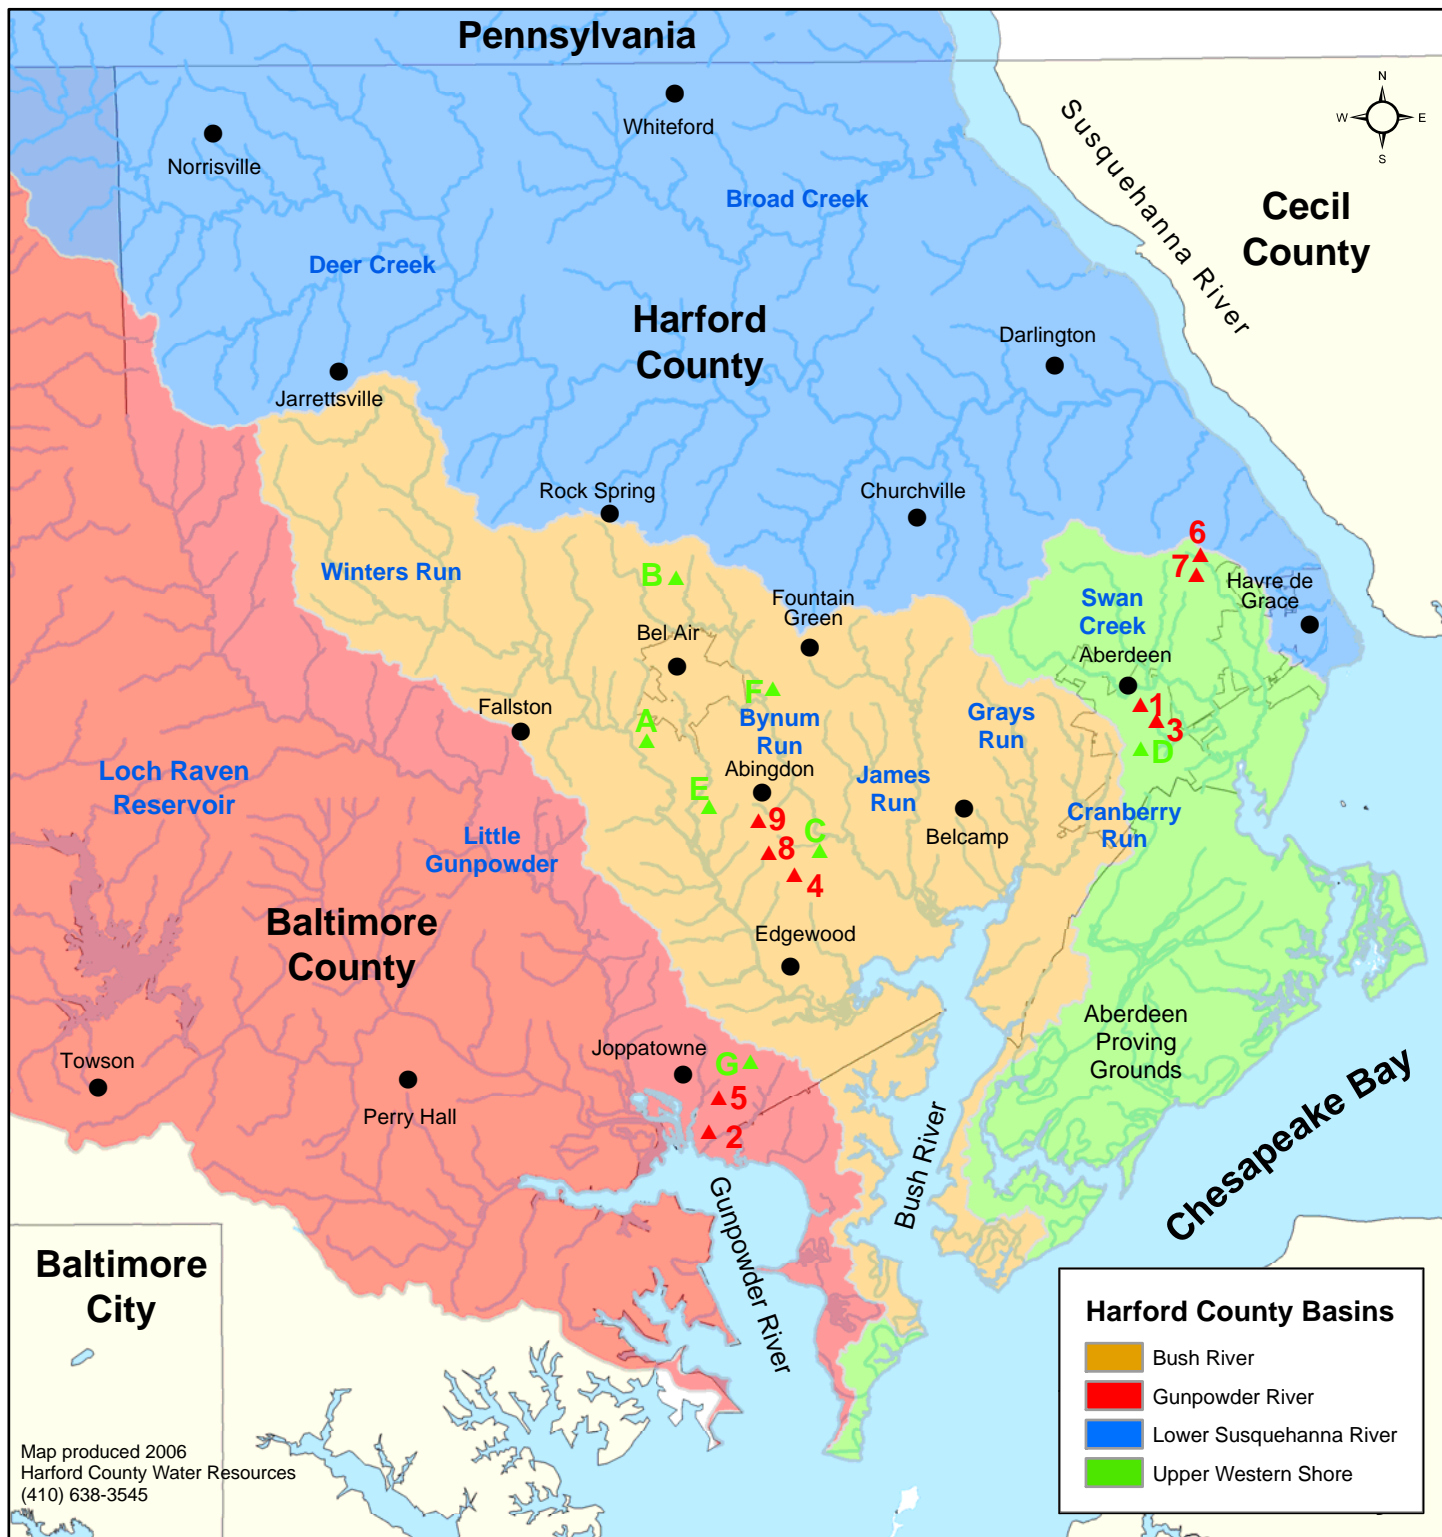 Pennsylvania
N
W
E
S
Whiteford
Norrisville
Susquehanna River
Broad Creek
Cecil
County
Deer Creek
Harford
County
Darlington
Jarrettsville
Rock Spring
Churchville
6
7
Winters Run
B
Havre de
Grace
Swan
Creek
Fountain
Green
Bel Air
Aberdeen
F
1
3
D
Fallston
A
Bynum
Run
Grays
Run
Loch Raven
Reservoir
Abingdon
James
Run
E
9
C
Cranberry
Run
Belcamp
Little
Gunpowder
8
4
Baltimore
County
Edgewood
Aberdeen
Proving
Grounds
Towson
Joppatowne
G
5
Perry Hall
2
Chesapeake Bay
Bush River
Gunpowder River
Baltimore
City
Harford County Basins
Bush River
Gunpowder River
Lower Susquehanna River
Upper Western Shore
Map produced 2006
Harford County Water Resources
(410) 638-3545